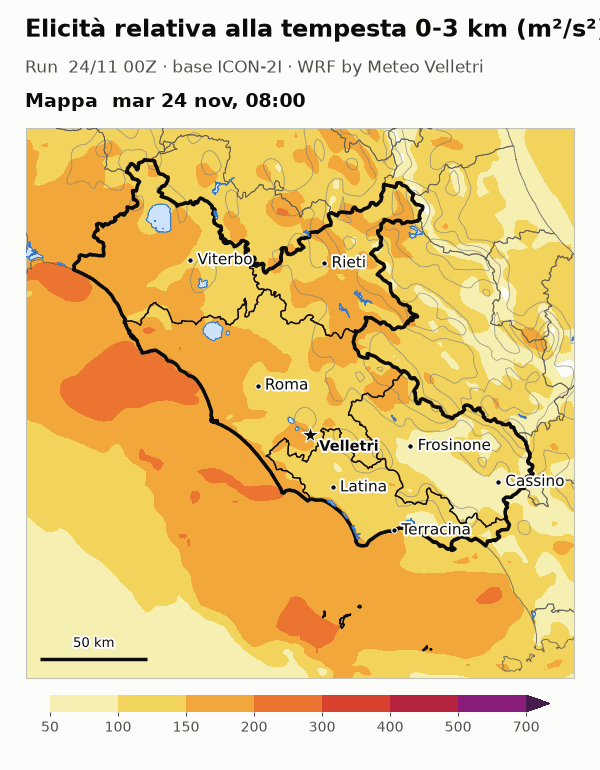 Elicità relativa alla tempesta 0-3 km (m²/s²)
Run  24/11 00Z · base ICON-2I · WRF by Meteo Velletri
Mappa  mar 24 nov, 08:00
Viterbo
Rieti
Roma
Velletri
Frosinone
Cassino
Latina
Terracina
50 km
50 100 150 200 300 400 500 700